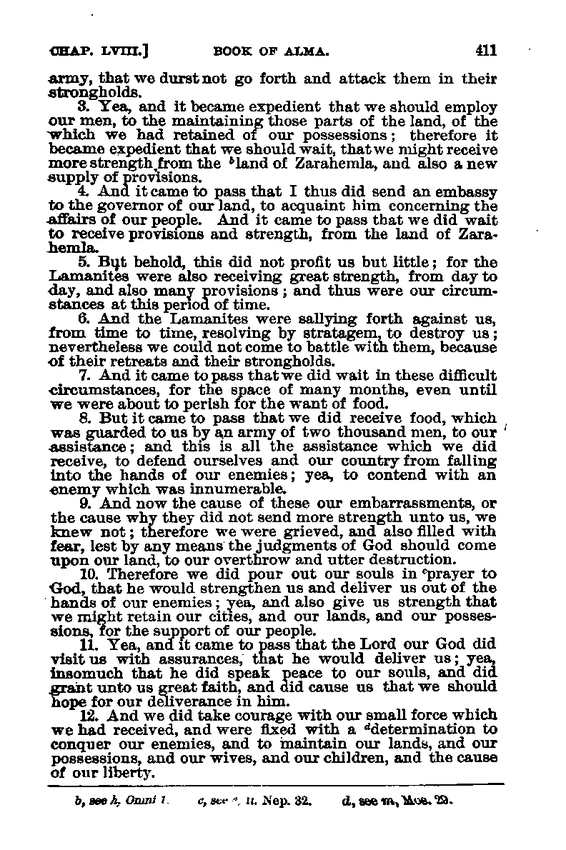 CHAP. LVIII.] BOOK OF ALMA. 411
army, that we durst not go forth and attack them in their
strongholds.
3. Yea, and it became expedient that we should employ
our men, to the maintaining those parts of the land, of the
which we had retained of our possessions; therefore it
became expedient that we should wait, that we might receive
more strength from the ᵇland of Zarahemla, and also a new
supply of provisions.
4. And it came to pass that I thus did send an embassy
to the governor of our land, to acquaint him concerning the
affairs of our people. And it came to pass that we did wait
to receive provisions and strength, from the land of Zara-
hemla.
5. But behold, this did not profit us but little; for the
Lamanites were also receiving great strength, from day to
day, and also many provisions; and thus were our circum-
stances at this period of time.
6. And the Lamanites were sallying forth against us,
from time to time, resolving by stratagem, to destroy us;
nevertheless we could not come to battle with them, because
of their retreats and their strongholds.
7. And it came to pass that we did wait in these difficult
circumstances, for the space of many months, even until
we were about to perish for the want of food.
8. But it came to pass that we did receive food, which
was guarded to us by an army of two thousand men, to our
assistance; and this is all the assistance which we did
receive, to defend ourselves and our country from falling
into the hands of our enemies; yea, to contend with an
enemy which was innumerable.
9. And now the cause of these our embarrassments, or
the cause why they did not send more strength unto us, we
knew not; therefore we were grieved, and also filled with
fear, lest by any means the judgments of God should come
upon our land, to our overthrow and utter destruction.
10. Therefore we did pour out our souls in ᶜprayer to
God, that he would strengthen us and deliver us out of the
hands of our enemies; yea, and also give us strength that
we might retain our cities, and our lands, and our posses-
sions, for the support of our people.
11. Yea, and it came to pass that the Lord our God did
visit us with assurances, that he would deliver us; yea,
insomuch that he did speak peace to our souls, and did
grant unto us great faith, and did cause us that we should
hope for our deliverance in him.
12. And we did take courage with our small force which
we had received, and were fixed with a ᵈdetermination to
conquer our enemies, and to maintain our lands, and our
possessions, and our wives, and our children, and the cause
of our liberty.
b, see h, Omni 1. c, see II. Nep. 32. d, see m, Mos. 29.